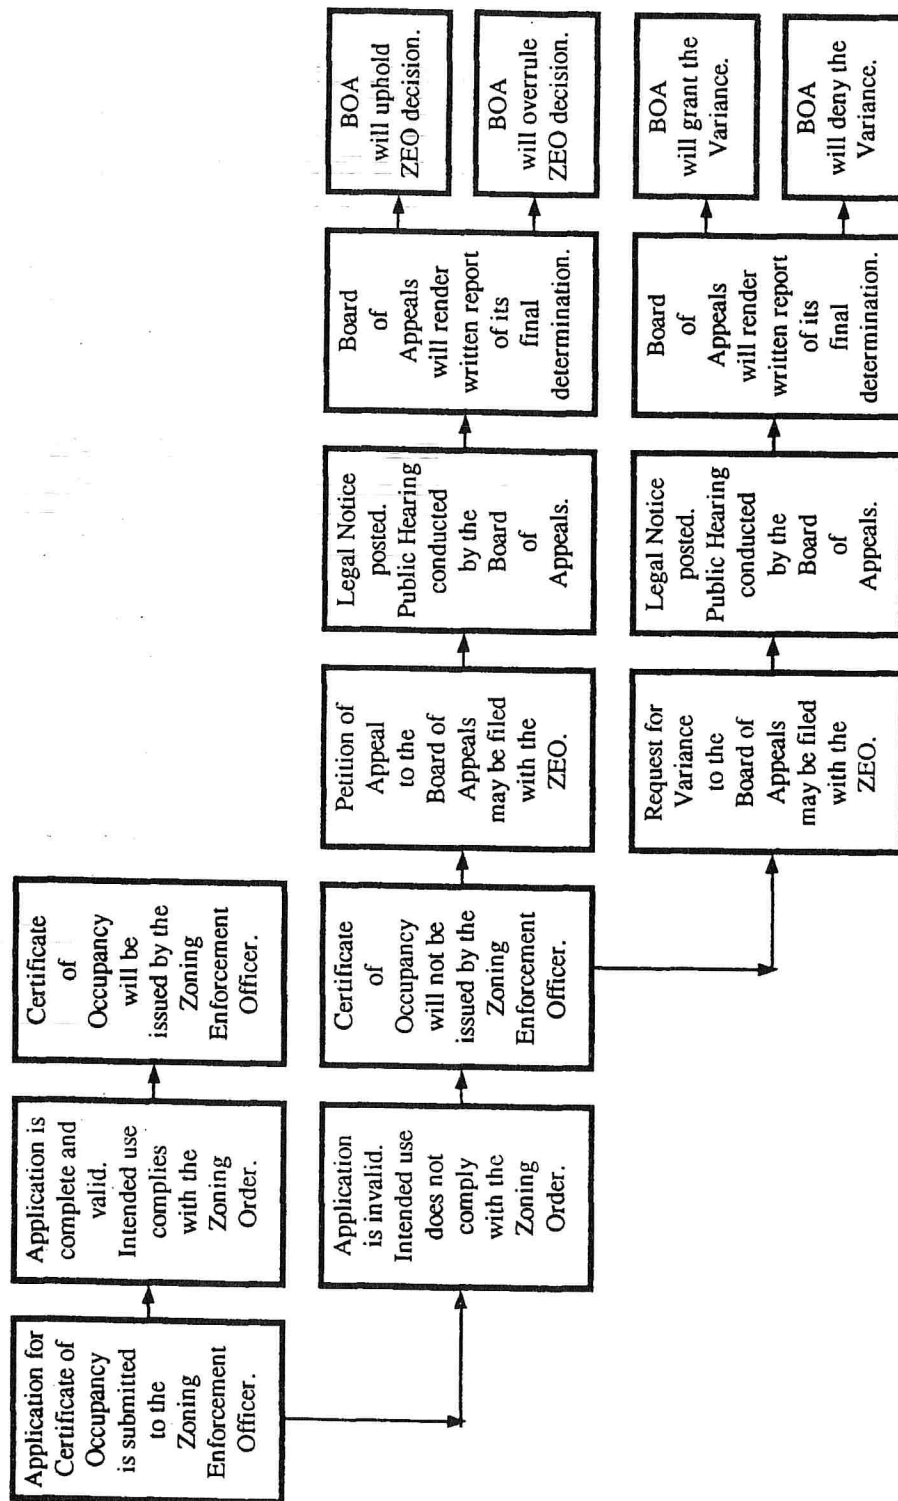 Application for
Certificate of
Occupancy
is submitted
to the
Zoning
Enforcement
Officer.
Application is
complete and
valid.
Intended use
complies
with the
Zoning
Order.
Certificate
of
Occupancy
will be
issued by the
Zoning
Enforcement
Officer.
Application
is invalid.
Intended use
does not
comply
with the
Zoning
Order.
Certificate
of
Occupancy
will not be
issued by the
Zoning
Enforcement
Officer.
Petition of
Appeal
to the
Board of
Appeals
may be filed
with the
ZEO.
Legal Notice
posted.
Public Hearing
conducted
by the
Board
of
Appeals.
Board
of
Appeals
will render
written report
of its
final
determination.
BOA
will uphold
ZEO decision.
BOA
will overrule
ZEO decision.
Request for
Variance
to the
Board of
Appeals
may be filed
with the
ZEO.
Legal Notice
posted.
Public Hearing
conducted
by the
Board
of
Appeals.
Board
of
Appeals
will render
written report
of its
final
determination.
BOA
will grant the
Variance.
BOA
will deny the
Variance.